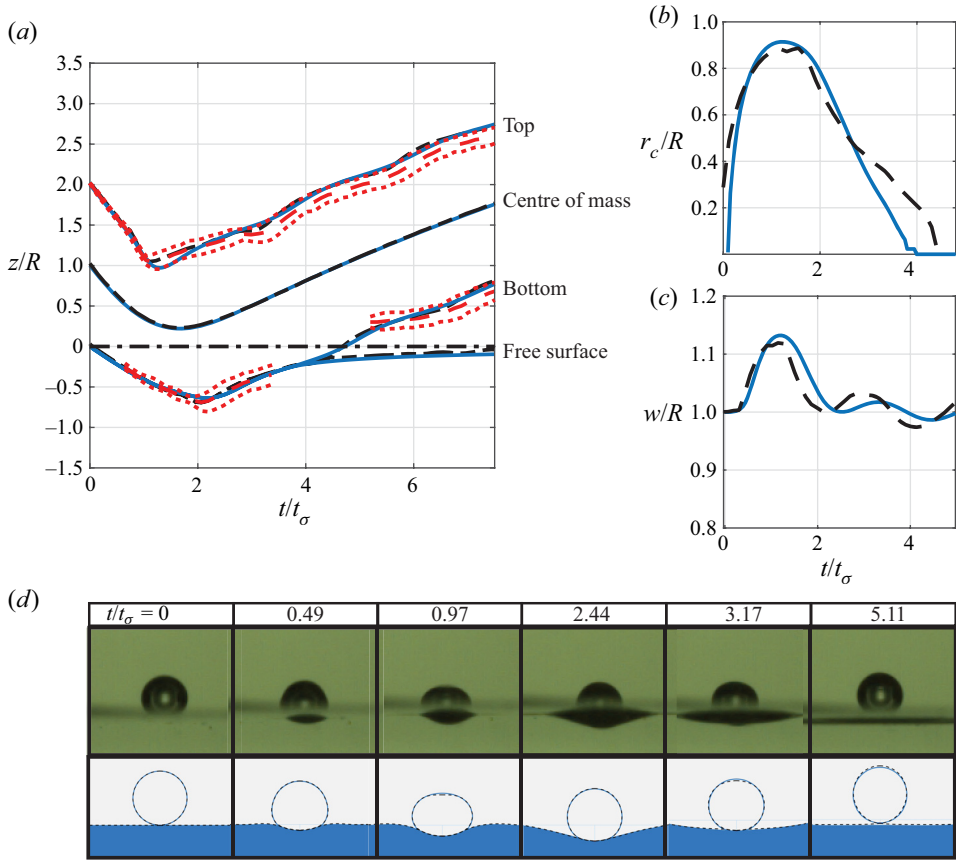 (a)
3.5
3.0
2.5
2.0
1.5
1.0
0.5
0
–0.5
–1.0
–1.5
z/R
0 2 4 6
t/tσ
Top
Centre of mass
Bottom
Free surface
(b)
1.0
0.8
0.6
0.4
0.2
rc/R
0 2 4
(c)
1.2
1.1
1.0
0.9
0.8
w/R
0 2 4
t/tσ
(d)
t/tσ = 0 0.49 0.97 2.44 3.17 5.11